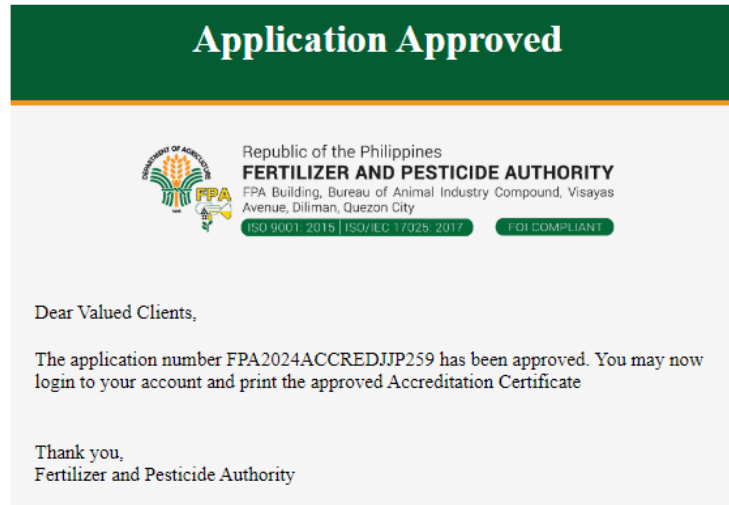 Application Approved
DEPARTMENT OF AGRICULTURE
FPA
Republic of the Philippines
FERTILIZER AND PESTICIDE AUTHORITY
FPA Building, Bureau of Animal Industry Compound, Visayas
Avenue, Diliman, Quezon City
ISO 9001: 2015 | ISO/IEC 17025: 2017
FOI COMPLIANT
Dear Valued Clients,
The application number FPA2024ACCREDJJP259 has been approved. You may now
login to your account and print the approved Accreditation Certificate
Thank you,
Fertilizer and Pesticide Authority